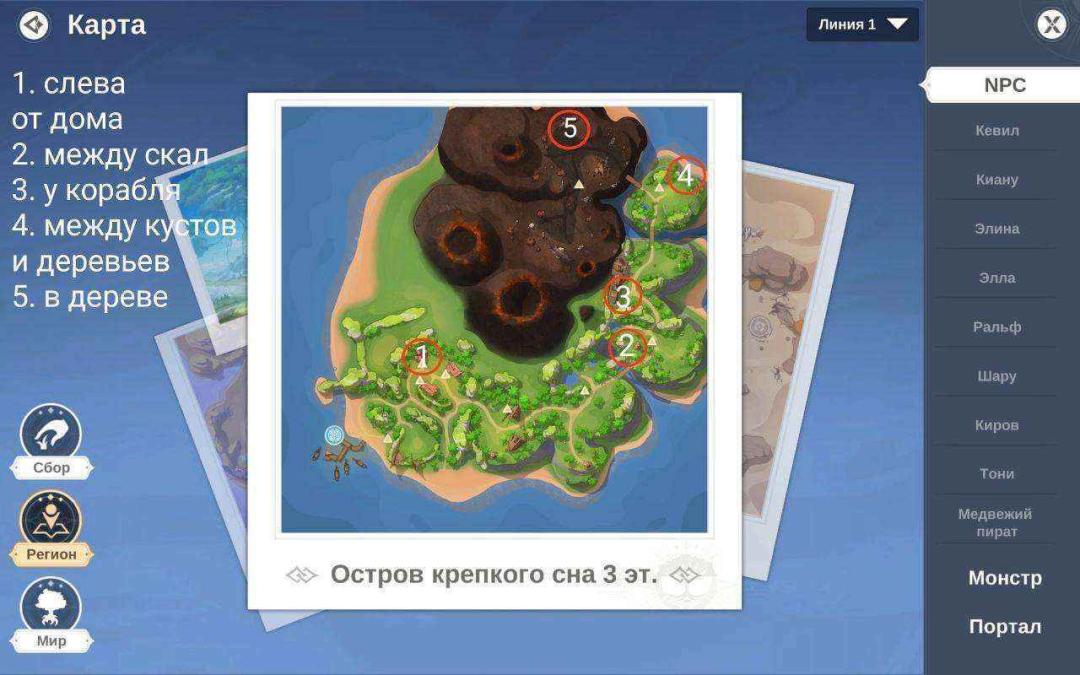 Карта
Линия 1
1. слева
от дома
2. между скал
3. у корабля
4. между кустов
и деревьев
5. в дереве
5
4
3
2
1
Остров крепкого сна 3 эт.
Сбор
Регион
Мир
X
NPC
Кевил
Киану
Элина
Элла
Ральф
Шару
Киров
Тони
Медвежий
пират
Монстр
Портал